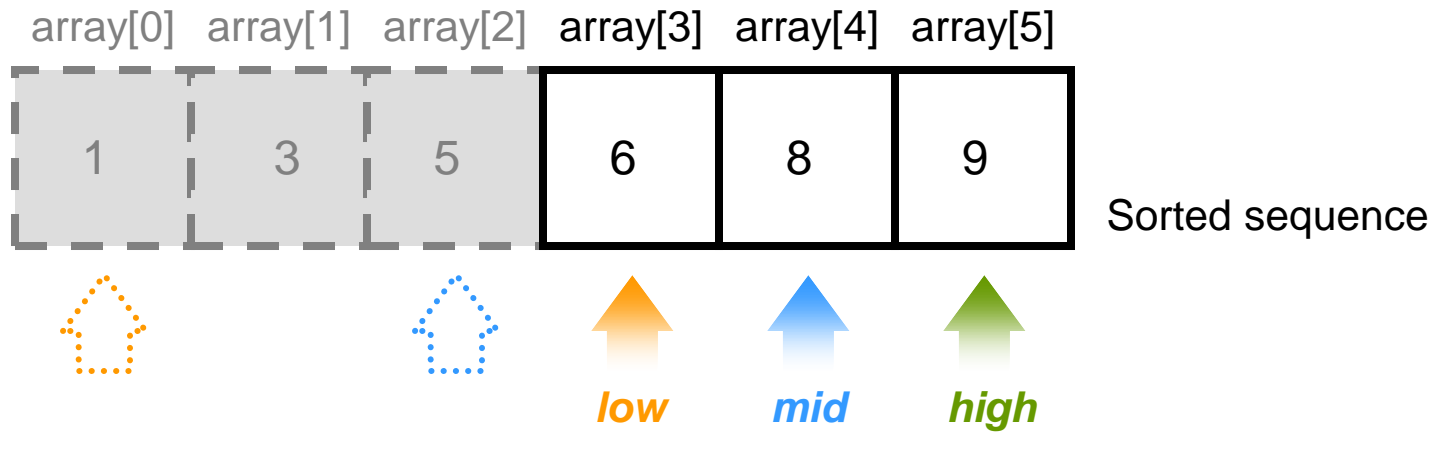 array[0] array[1] array[2] array[3] array[4] array[5]
1 3 5 6 8 9
Sorted sequence
low mid high